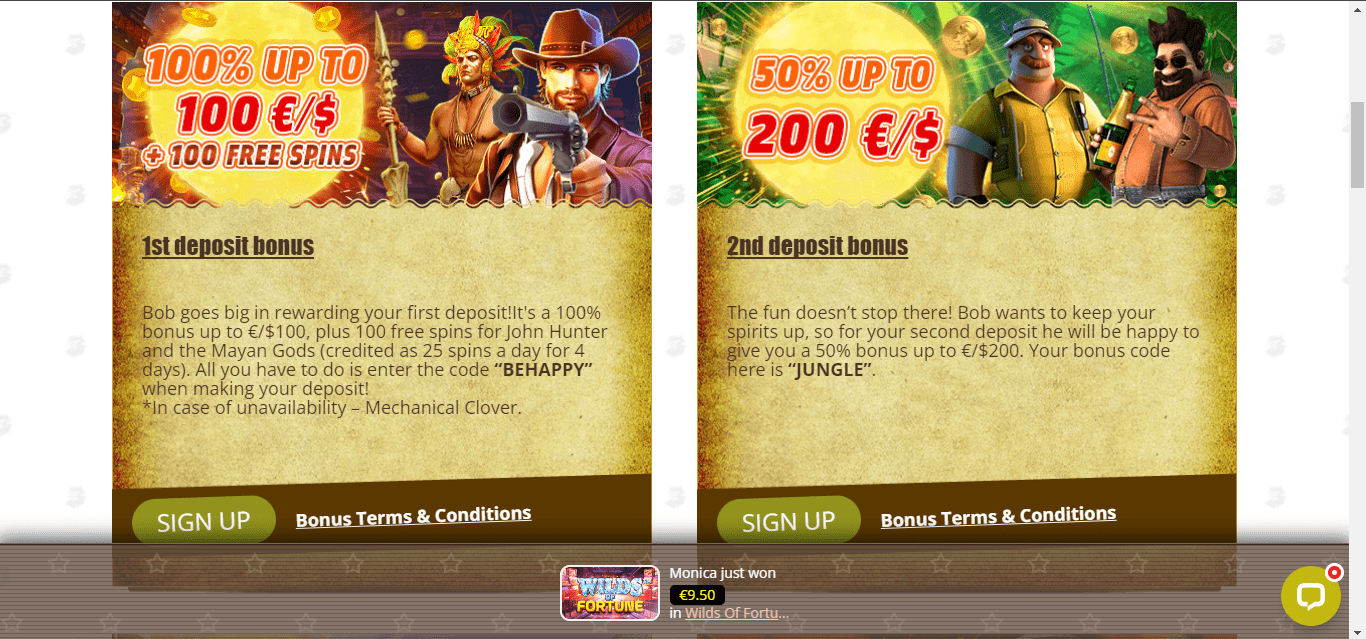 100% UP TO
100 €/$
+ 100 FREE SPINS
1st deposit bonus
Bob goes big in rewarding your first deposit!It's a 100%
bonus up to €/$100, plus 100 free spins for John Hunter
and the Mayan Gods (credited as 25 spins a day for 4
days). All you have to do is enter the code “BEHAPPY”
when making your deposit!
*In case of unavailability – Mechanical Clover.
SIGN UP
Bonus Terms & Conditions
50% UP TO
200 €/$
2nd deposit bonus
The fun doesn’t stop there! Bob wants to keep your
spirits up, so for your second deposit he will be happy to
give you a 50% bonus up to €/$200. Your bonus code
here is “JUNGLE”.
SIGN UP
Bonus Terms & Conditions
WILDS
OF
FORTUNE
Monica just won
€9.50
in Wilds Of Fortu...